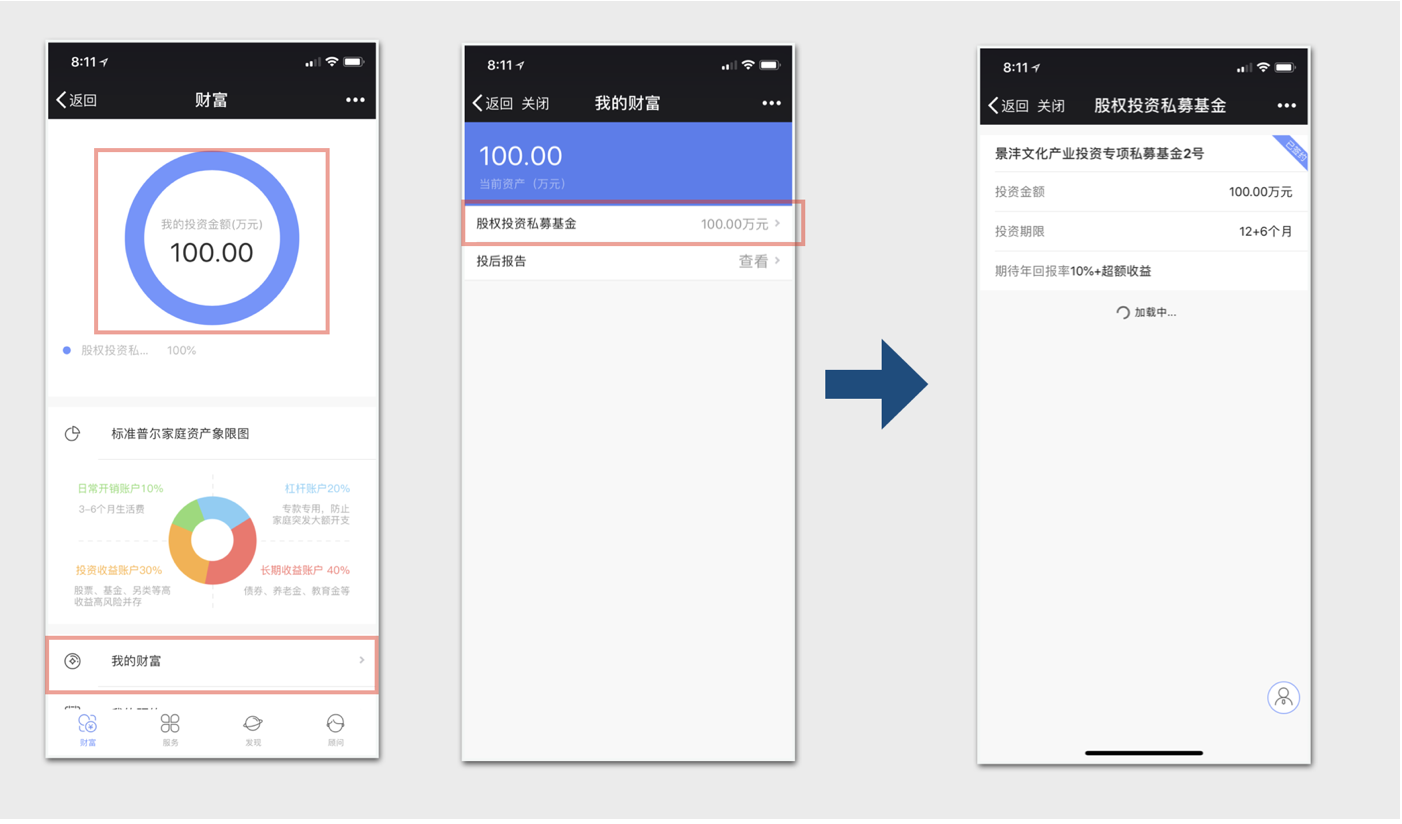 8:11
返回
财富
我的投资金额(万元)
100.00
股权投资私...
100%
标准普尔家庭资产象限图
日常开销账户10%
3-6个月生活费
杠杆账户20%
专款专用，防止
家庭突发大额开支
投资收益账户30%
股票、基金、另类等高
收益高风险并存
长期收益账户 40%
债券、养老金、教育金等
我的财富
财富
服务
发现
顾问
8:11
返回 关闭
我的财富
100.00
当前资产（万元）
股权投资私募基金
100.00万元
投后报告
查看
8:11
返回 关闭
股权投资私募基金
景沣文化产业投资专项私募基金2号
投资金额
100.00万元
投资期限
12+6个月
期待年回报率10%+超额收益
加载中...